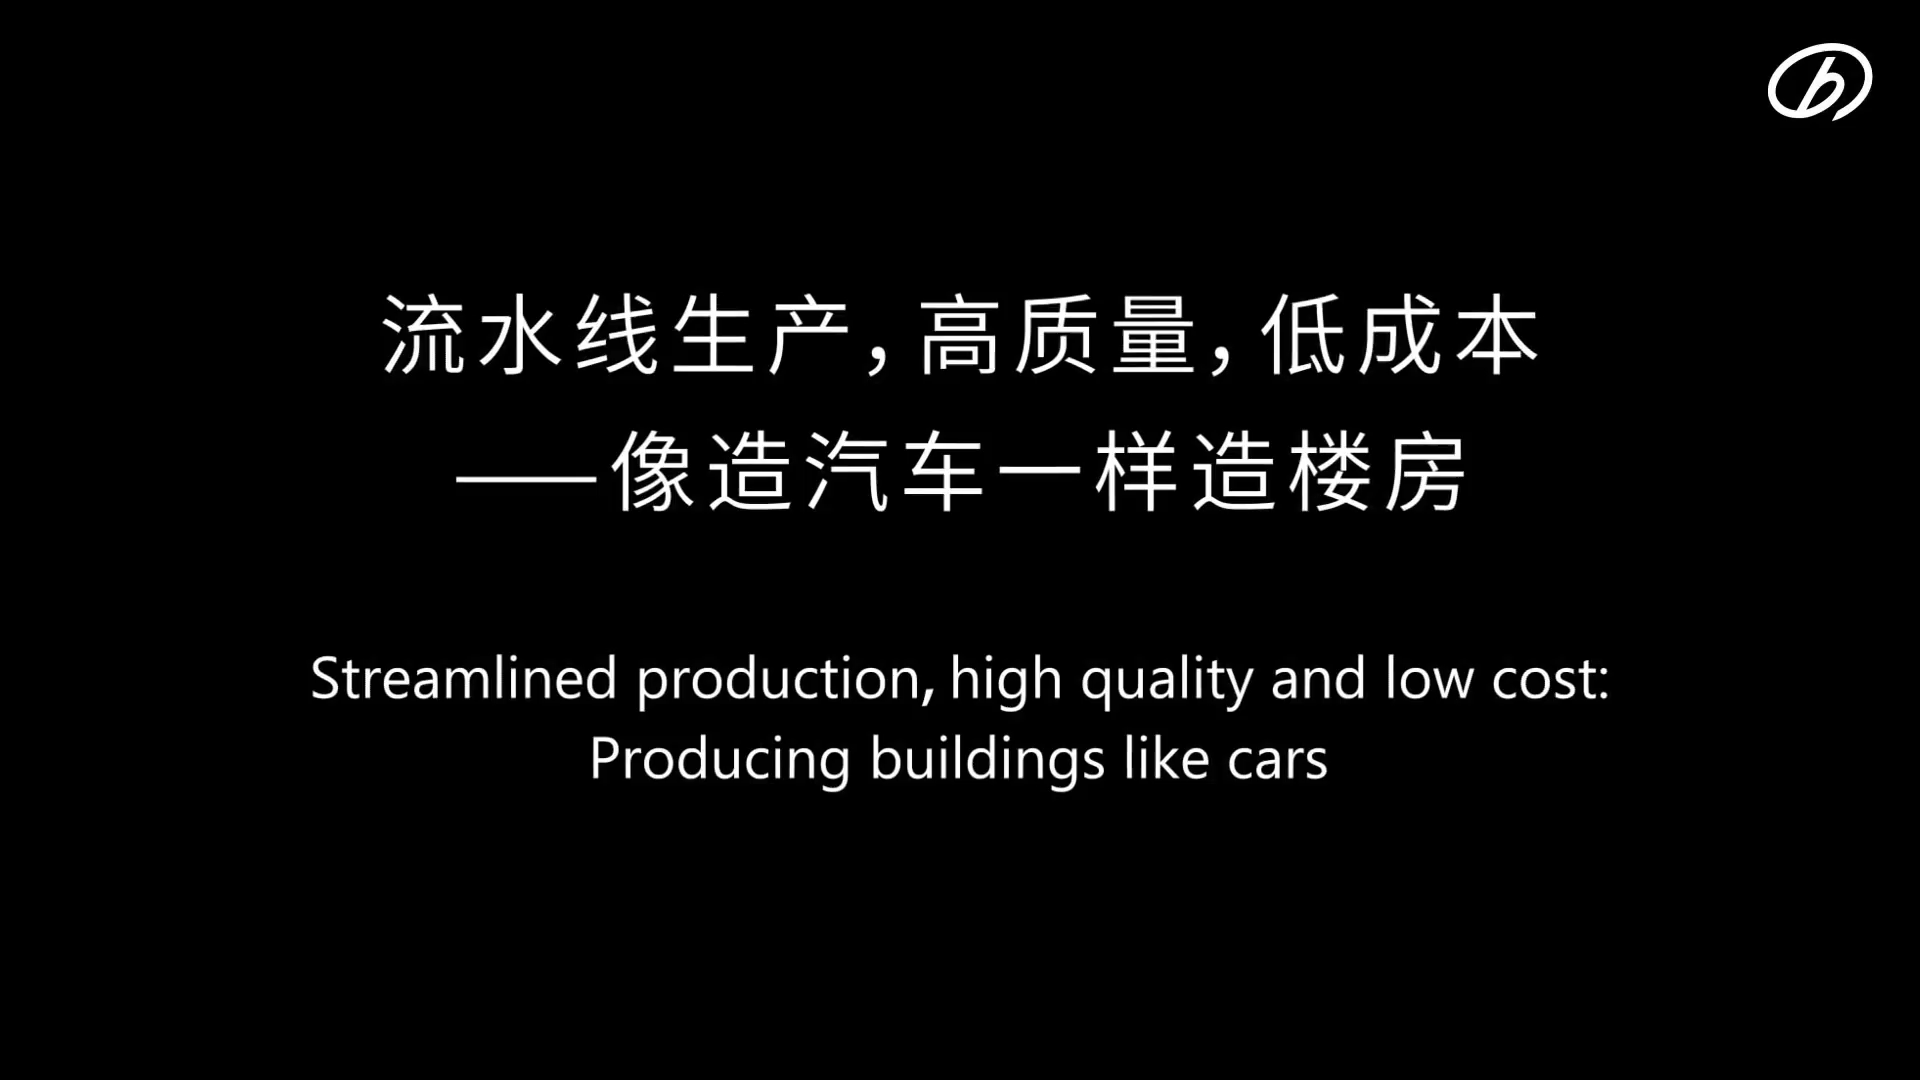 流水线生产，高质量，低成本
——像造汽车一样造楼房
Streamlined production, high quality and low cost:
Producing buildings like cars